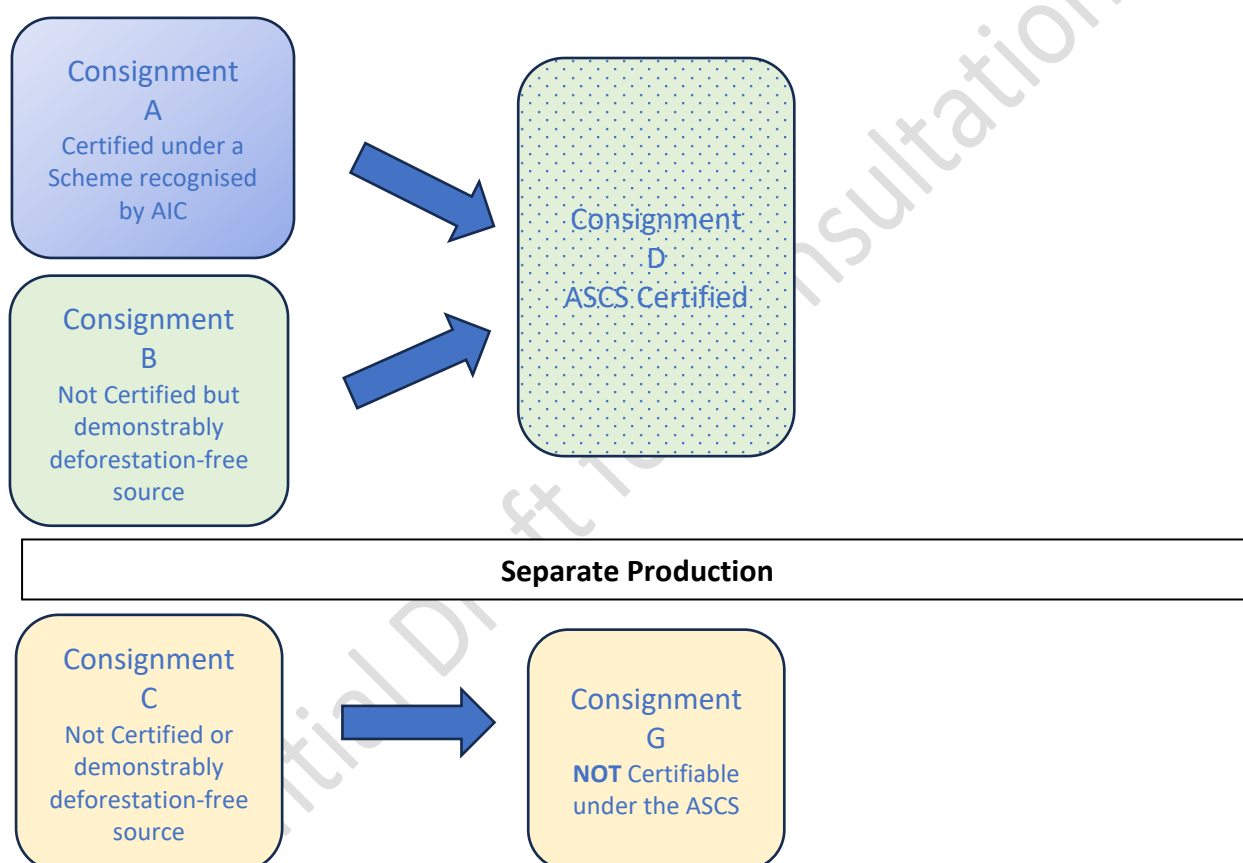 Consignment
A
Certified under a
Scheme recognised
by AIC
Consignment
B
Not Certified but
demonstrably
deforestation-free
source
Consignment
D
ASCS Certified
Separate Production
Consignment
C
Not Certified or
demonstrably
deforestation-free
source
Consignment
G
NOT Certifiable
under the ASCS